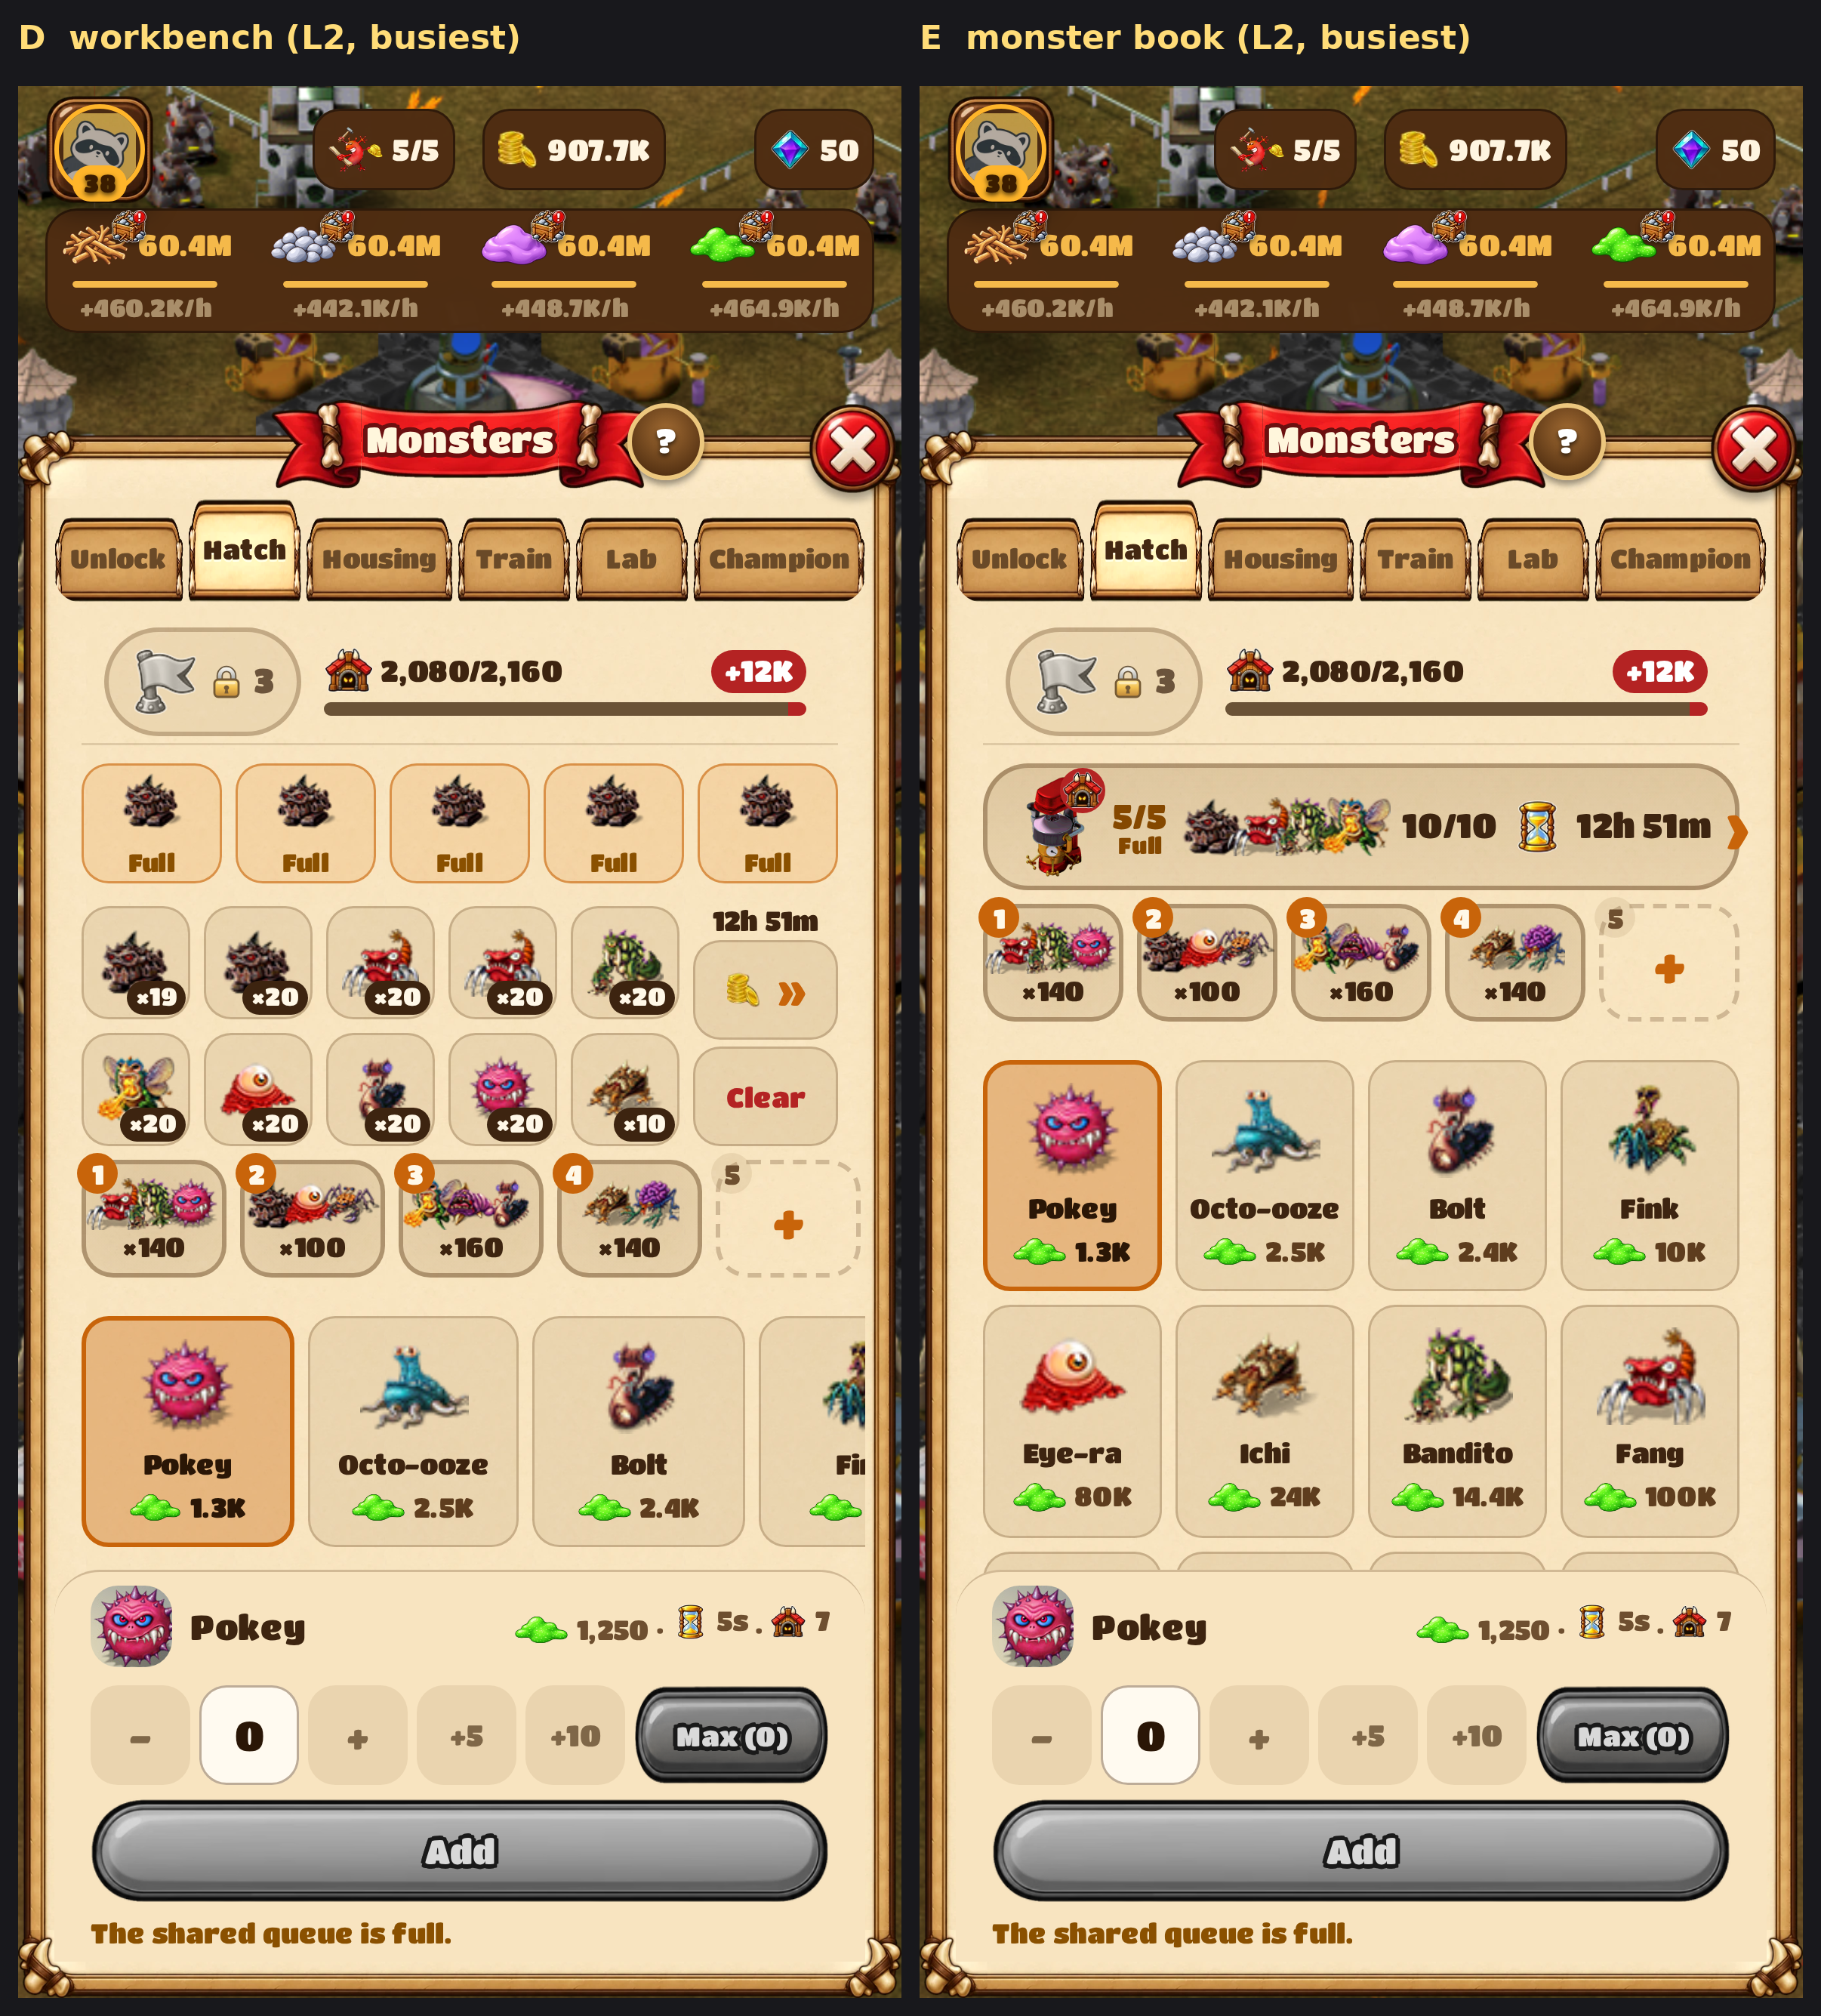 D workbench (L2, busiest)
38
5/5
907.7K
50
60.4M
60.4M
60.4M
60.4M
+460.2K/h
+442.1K/h
+448.7K/h
+464.9K/h
Monsters
?
Unlock
Hatch
Housing
Train
Lab
Champion
3
2,080/2,160
+12K
Full
Full
Full
Full
Full
×19
×20
×20
×20
×20
12h 51m
»
×20
×20
×20
×20
×10
Clear
1
2
3
4
5
×140
×100
×160
×140
+
Pokey
Octo-ooze
Bolt
Fin
1.3K
2.5K
2.4K
Pokey
1,250 · 5s . 7
−
0
+
+5
+10
Max (0)
Add
The shared queue is full.
E monster book (L2, busiest)
38
5/5
907.7K
50
60.4M
60.4M
60.4M
60.4M
+460.2K/h
+442.1K/h
+448.7K/h
+464.9K/h
Monsters
?
Unlock
Hatch
Housing
Train
Lab
Champion
3
2,080/2,160
+12K
5/5
Full
10/10
12h 51m
1
2
3
4
5
×140
×100
×160
×140
+
Pokey
Octo-ooze
Bolt
Fink
1.3K
2.5K
2.4K
10K
Eye-ra
Ichi
Bandito
Fang
80K
24K
14.4K
100K
Pokey
1,250 · 5s . 7
−
0
+
+5
+10
Max (0)
Add
The shared queue is full.